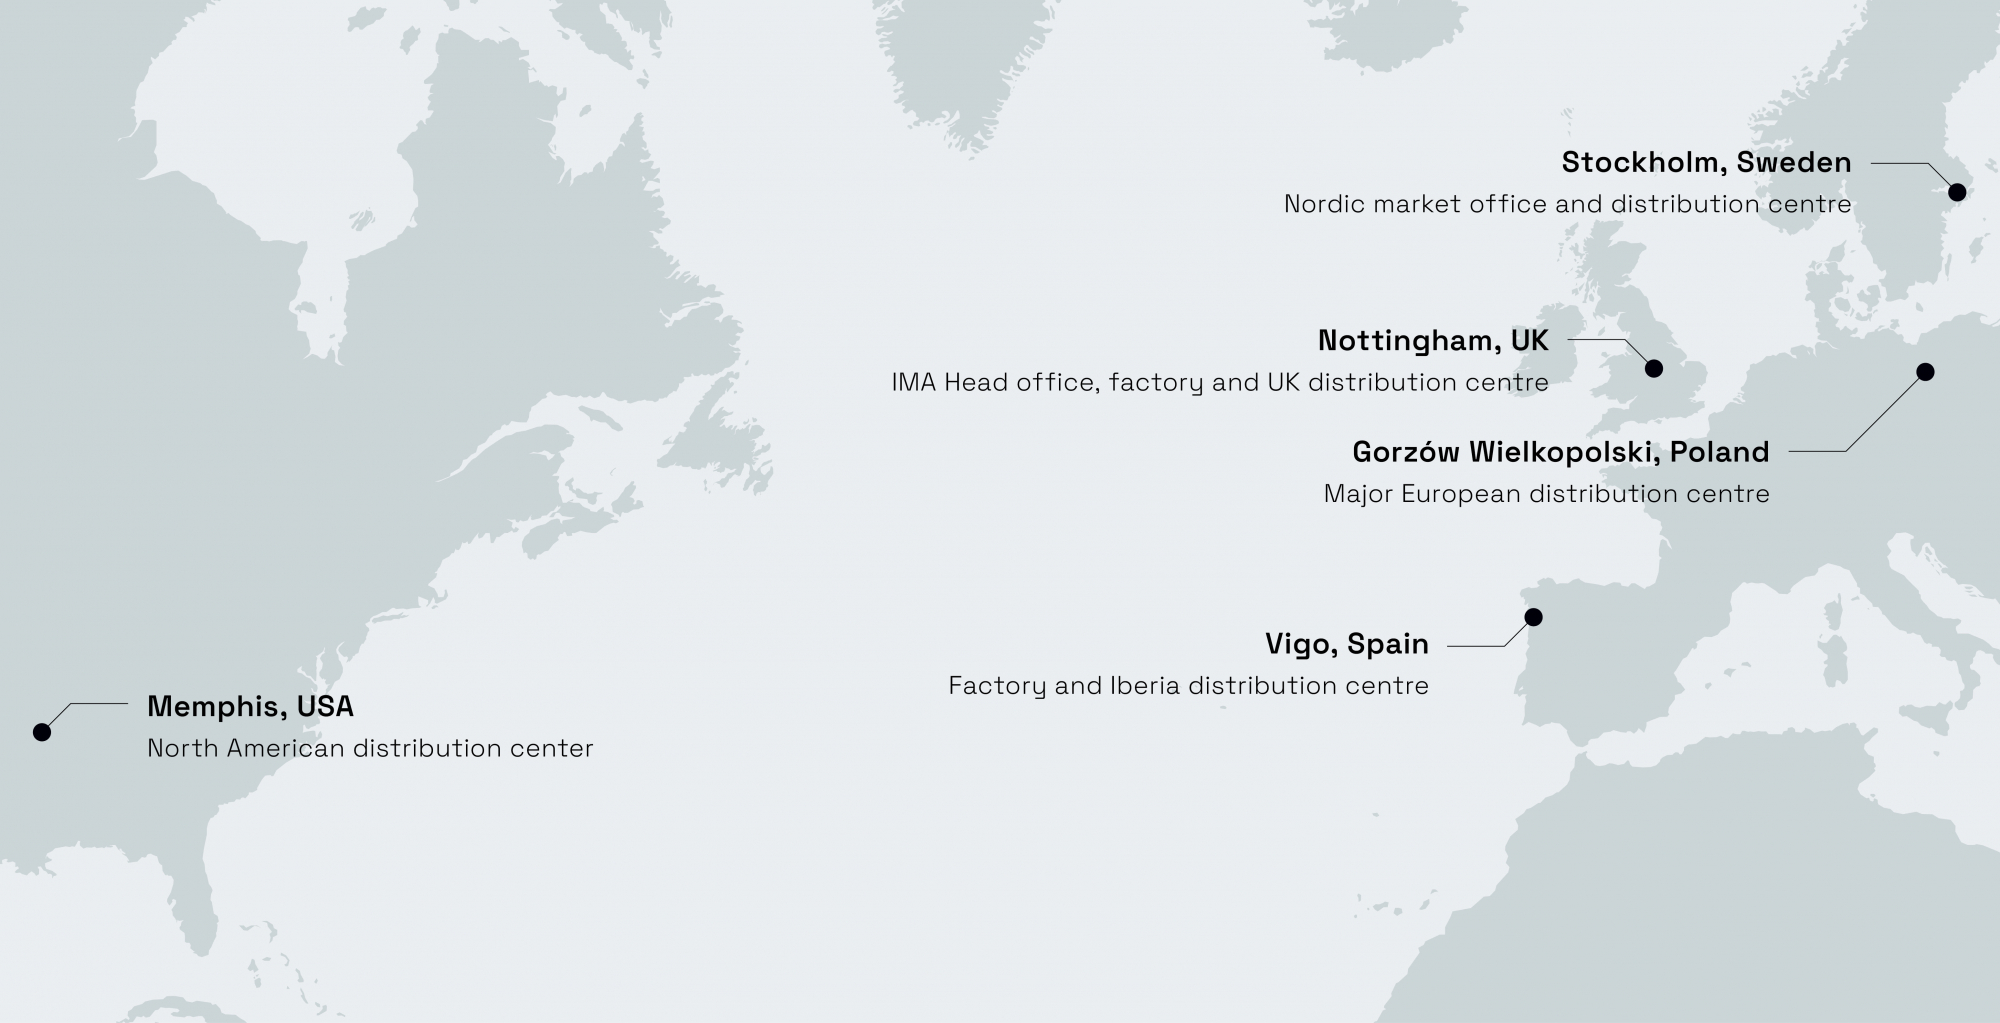 Stockholm, Sweden
Nordic market office and distribution centre
Nottingham, UK
IMA Head office, factory and UK distribution centre
Gorzów Wielkopolski, Poland
Major European distribution centre
Vigo, Spain
Factory and Iberia distribution centre
Memphis, USA
North American distribution center